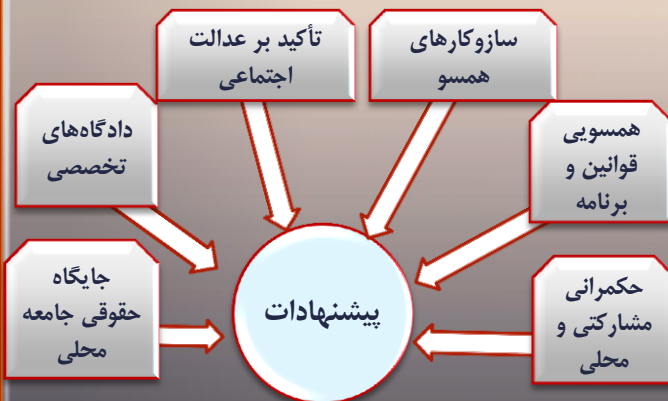 سازوکارهای
همسو
تأکید بر عدالت
اجتماعی
همسویی
قوانین و
برنامه
دادگاه‌های
تخصصی
حکمرانی
مشارکتی و
محلی
پیشنهادات
جایگاه
حقوقی جامعه
محلی